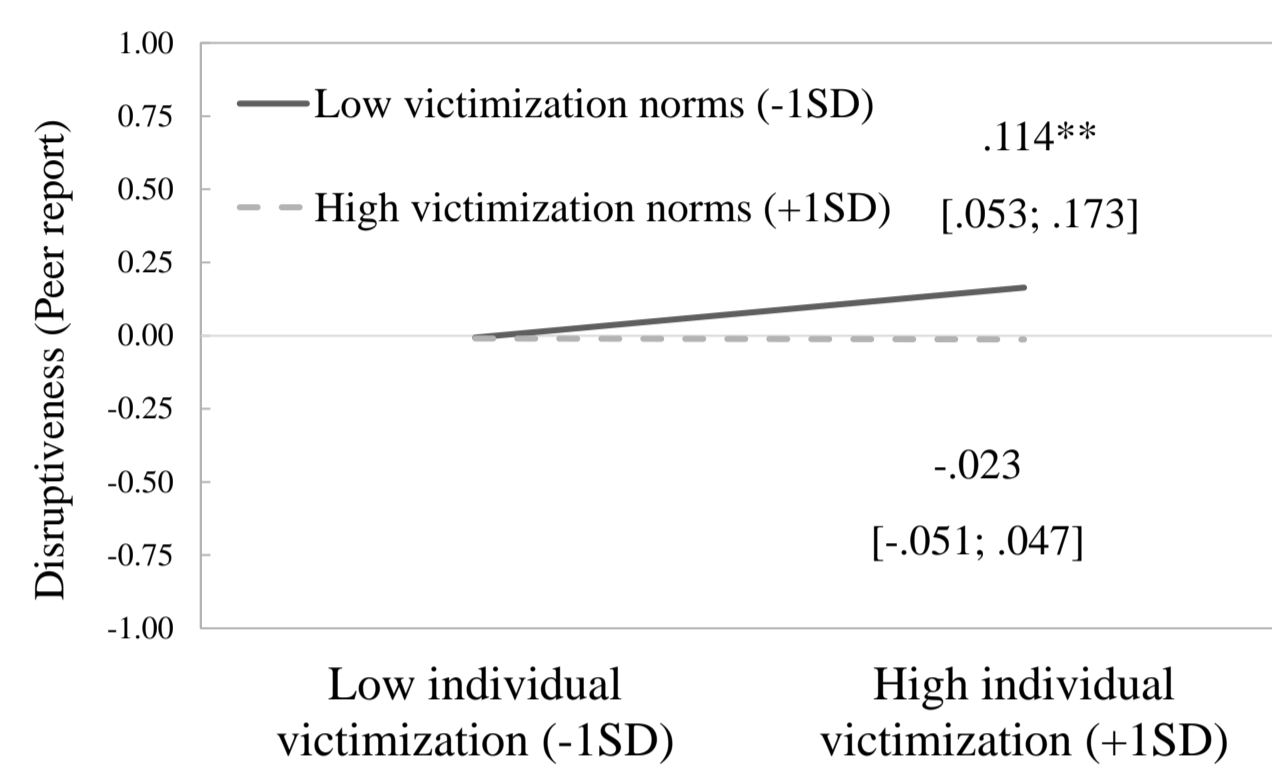 Disruptiveness (Peer report)
1.00
0.75
0.50
0.25
0.00
-0.25
-0.50
-0.75
-1.00
Low victimization norms (-1SD)
High victimization norms (+1SD)
.114**
[.053; .173]
-.023
[-.051; .047]
Low individual
victimization (-1SD)
High individual
victimization (+1SD)